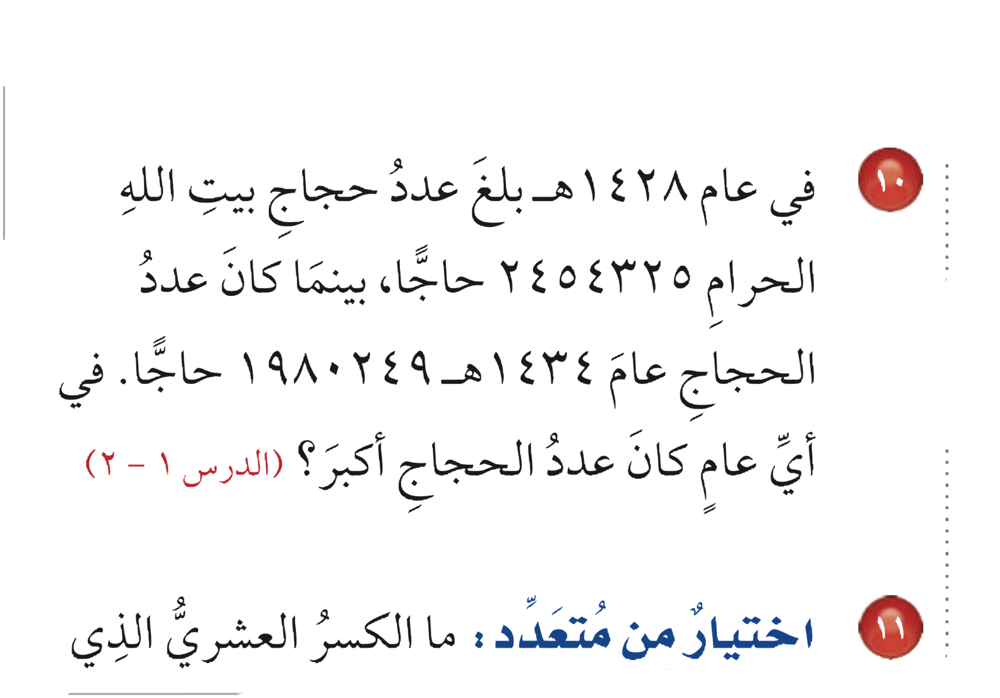 ١٠ في عام ١٤٢٨هـ بلغَ عددُ حجاجِ بيتِ اللهِ
الحرامِ ٢٤٥٤٣٢٥ حاجًّا، بينمَا كَانَ عددُ
الحجاجِ عامَ ١٤٣٤هـ ١٩٨٠٢٤٩ حاجًّا. في
أيِّ عامٍ كانَ عددُ الحجاجِ أكبرَ؟ (الدرس ١ – ٢)
١١ اختيارٌ من مُتعَدِّد: ما الكسرُ العشريُّ الذِي